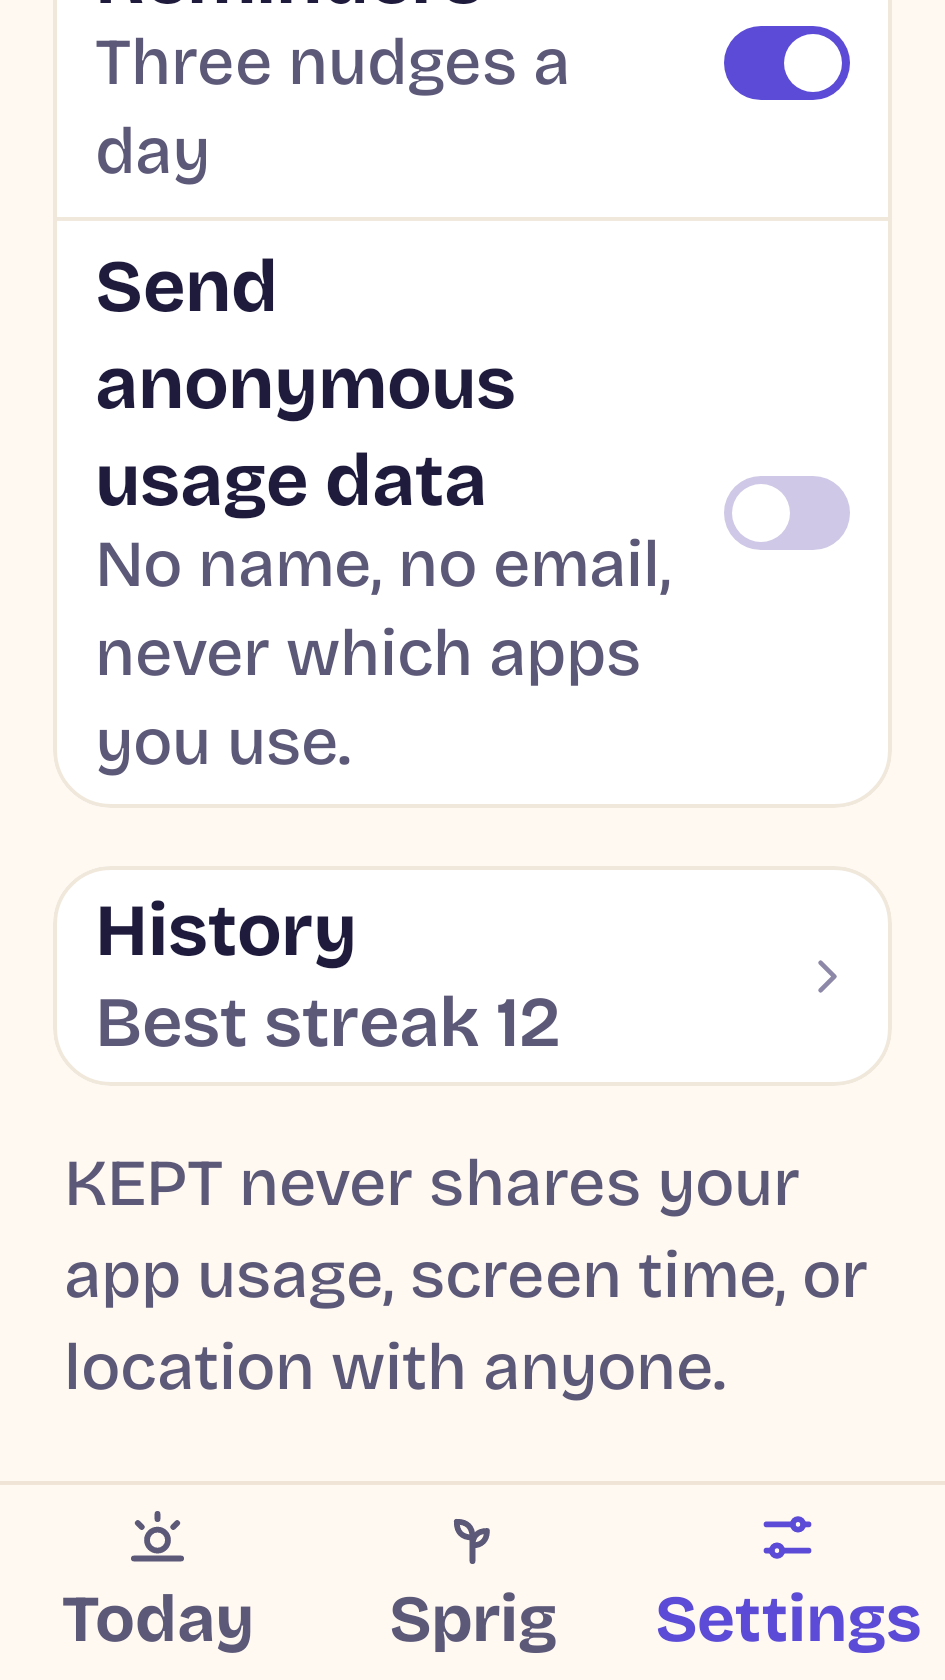 Reminders
Three nudges a
day
Send
anonymous
usage data
No name, no email,
never which apps
you use.
History
Best streak 12
KEPT never shares your
app usage, screen time, or
location with anyone.
Today
Sprig
Settings